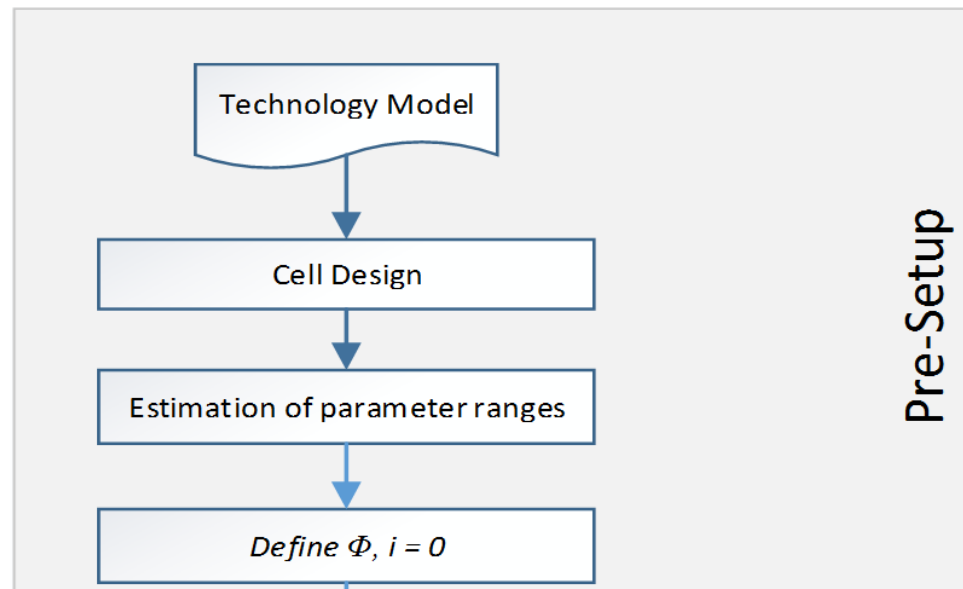 Technology Model
Cell Design
Pre-Setup
Estimation of parameter ranges
Define Φ, i = 0